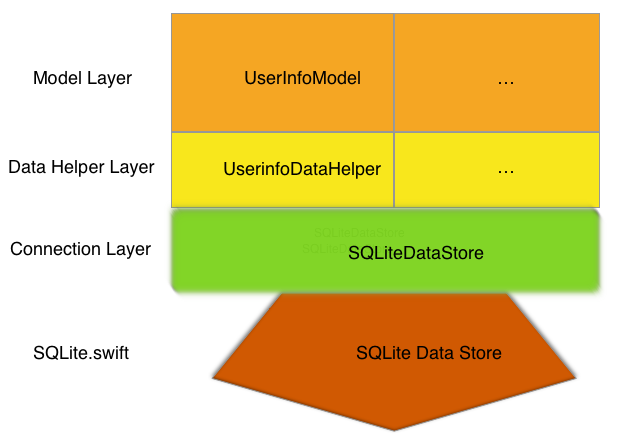 Model Layer
UserInfoModel
...
Data Helper Layer
UserinfoDataHelper
...
Connection Layer
SQLiteDataStore
SQLiteDataStore
SQLite.swift
SQLite Data Store